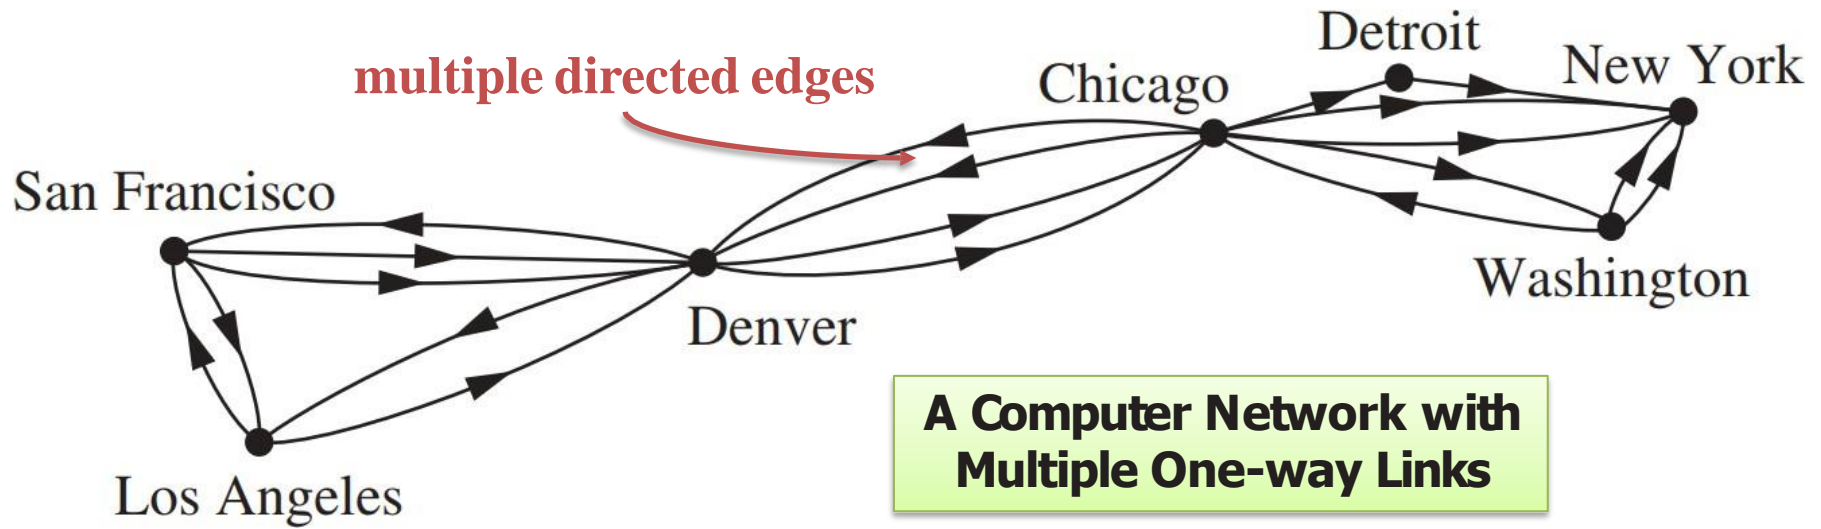 Detroit
New York
multiple directed edges
Chicago
San Francisco
Washington
Denver
A Computer Network with
Multiple One-way Links
Los Angeles